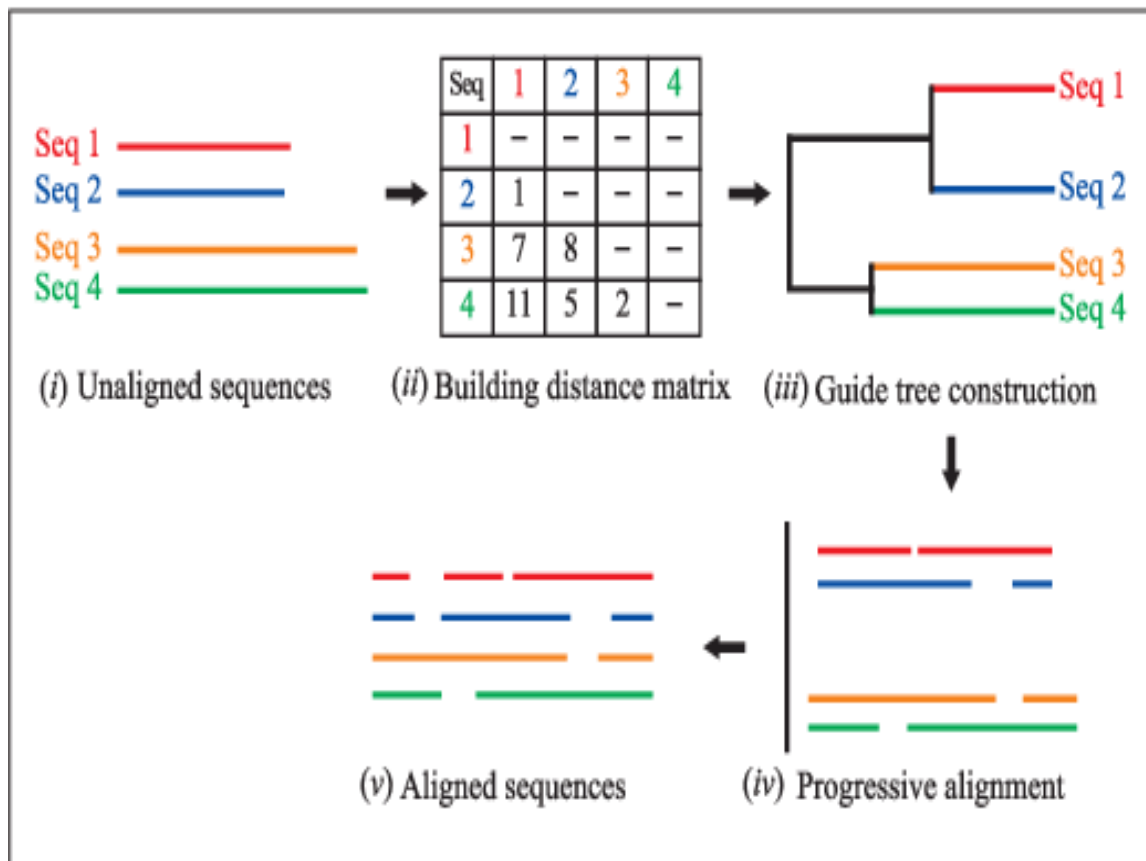 Seq 1
Seq 2
Seq 3
Seq 4
(i) Unaligned sequences
Seq 1 2 3 4
1 – – – –
2 1 – – –
3 7 8 – –
4 11 5 2 –
(ii) Building distance matrix
Seq 1
Seq 2
Seq 3
Seq 4
(iii) Guide tree construction
(iv) Progressive alignment
(v) Aligned sequences